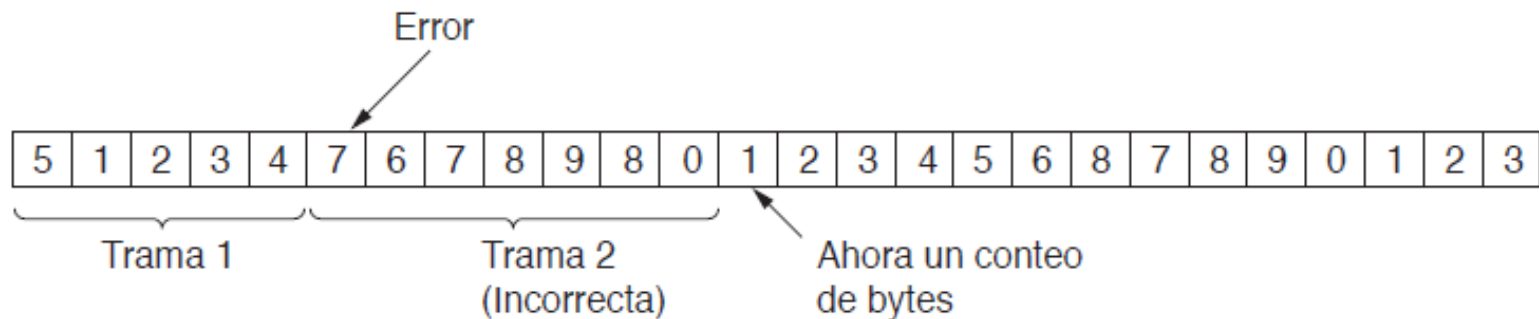 Error
5 1 2 3 4 7 6 7 8 9 8 0 1 2 3 4 5 6 8 7 8 9 0 1 2 3
Trama 1 Trama 2 Ahora un conteo
(Incorrecta) de bytes